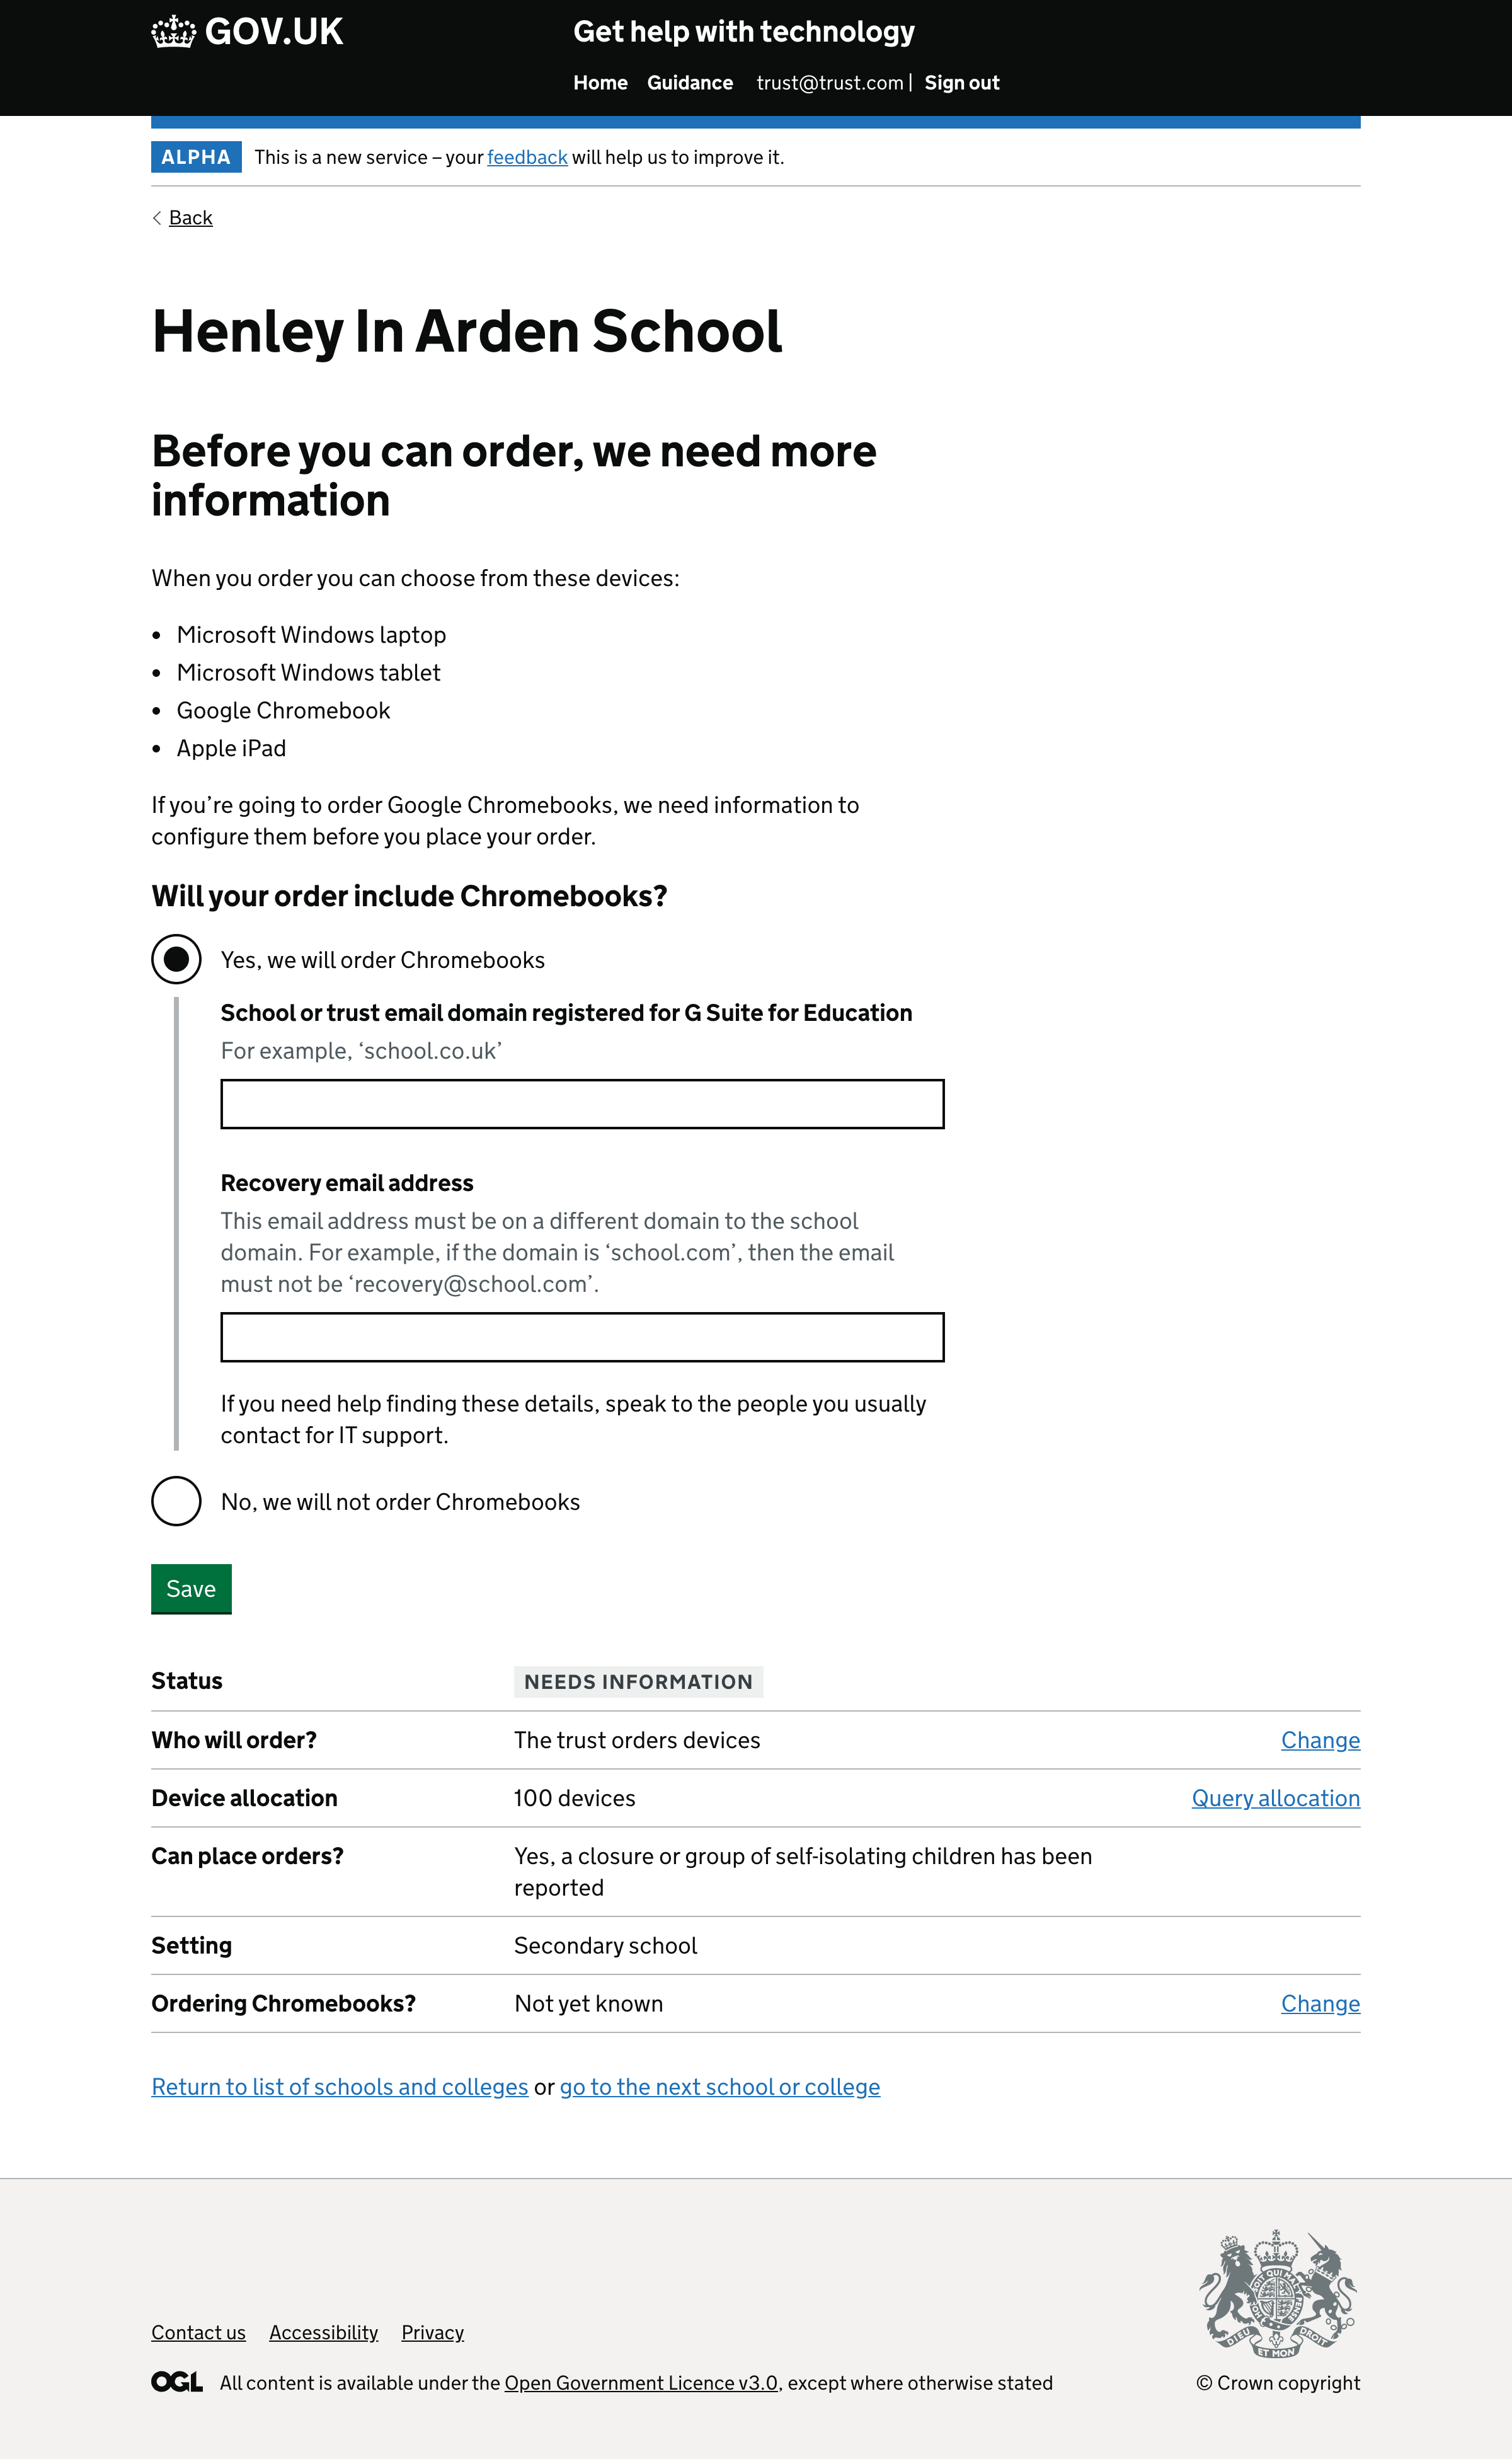 GOV.UK
Get help with technology
Home Guidance trust@trust.com | Sign out
ALPHA This is a new service – your feedback will help us to improve it.
Back
Henley In Arden School
Before you can order, we need more
information
When you order you can choose from these devices:
• Microsoft Windows laptop
• Microsoft Windows tablet
• Google Chromebook
• Apple iPad
If you’re going to order Google Chromebooks, we need information to
configure them before you place your order.
Will your order include Chromebooks?
Yes, we will order Chromebooks
School or trust email domain registered for G Suite for Education
For example, ‘school.co.uk’
Recovery email address
This email address must be on a different domain to the school
domain. For example, if the domain is ‘school.com’, then the email
must not be ‘recovery@school.com’.
If you need help finding these details, speak to the people you usually
contact for IT support.
No, we will not order Chromebooks
Save
Status NEEDS INFORMATION
Who will order? The trust orders devices Change
Device allocation 100 devices Query allocation
Can place orders? Yes, a closure or group of self-isolating children has been
reported
Setting Secondary school
Ordering Chromebooks? Not yet known Change
Return to list of schools and colleges or go to the next school or college
DIEU ET MON DROIT
Contact us Accessibility Privacy
OGL All content is available under the Open Government Licence v3.0, except where otherwise stated
© Crown copyright